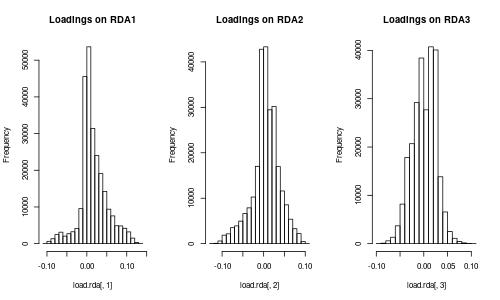 Loadings on RDA1
Loadings on RDA2
Loadings on RDA3
Frequency
0 10000 20000 30000 40000 50000
-0.10 0.00 0.10
load.rda[, 1]
Frequency
0 10000 20000 30000 40000
-0.10 0.00 0.10
load.rda[, 2]
Frequency
0 10000 20000 30000 40000
-0.10 0.00 0.05 0.10
load.rda[, 3]